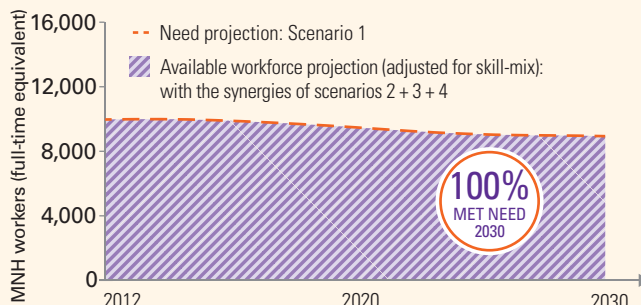 MNH workers (full-time equivalent)
16,000
12,000
8,000
4,000
0
Need projection: Scenario 1
Available workforce projection (adjusted for skill-mix):
with the synergies of scenarios 2 + 3 + 4
100%
MET NEED
2030
2012
2020
2030